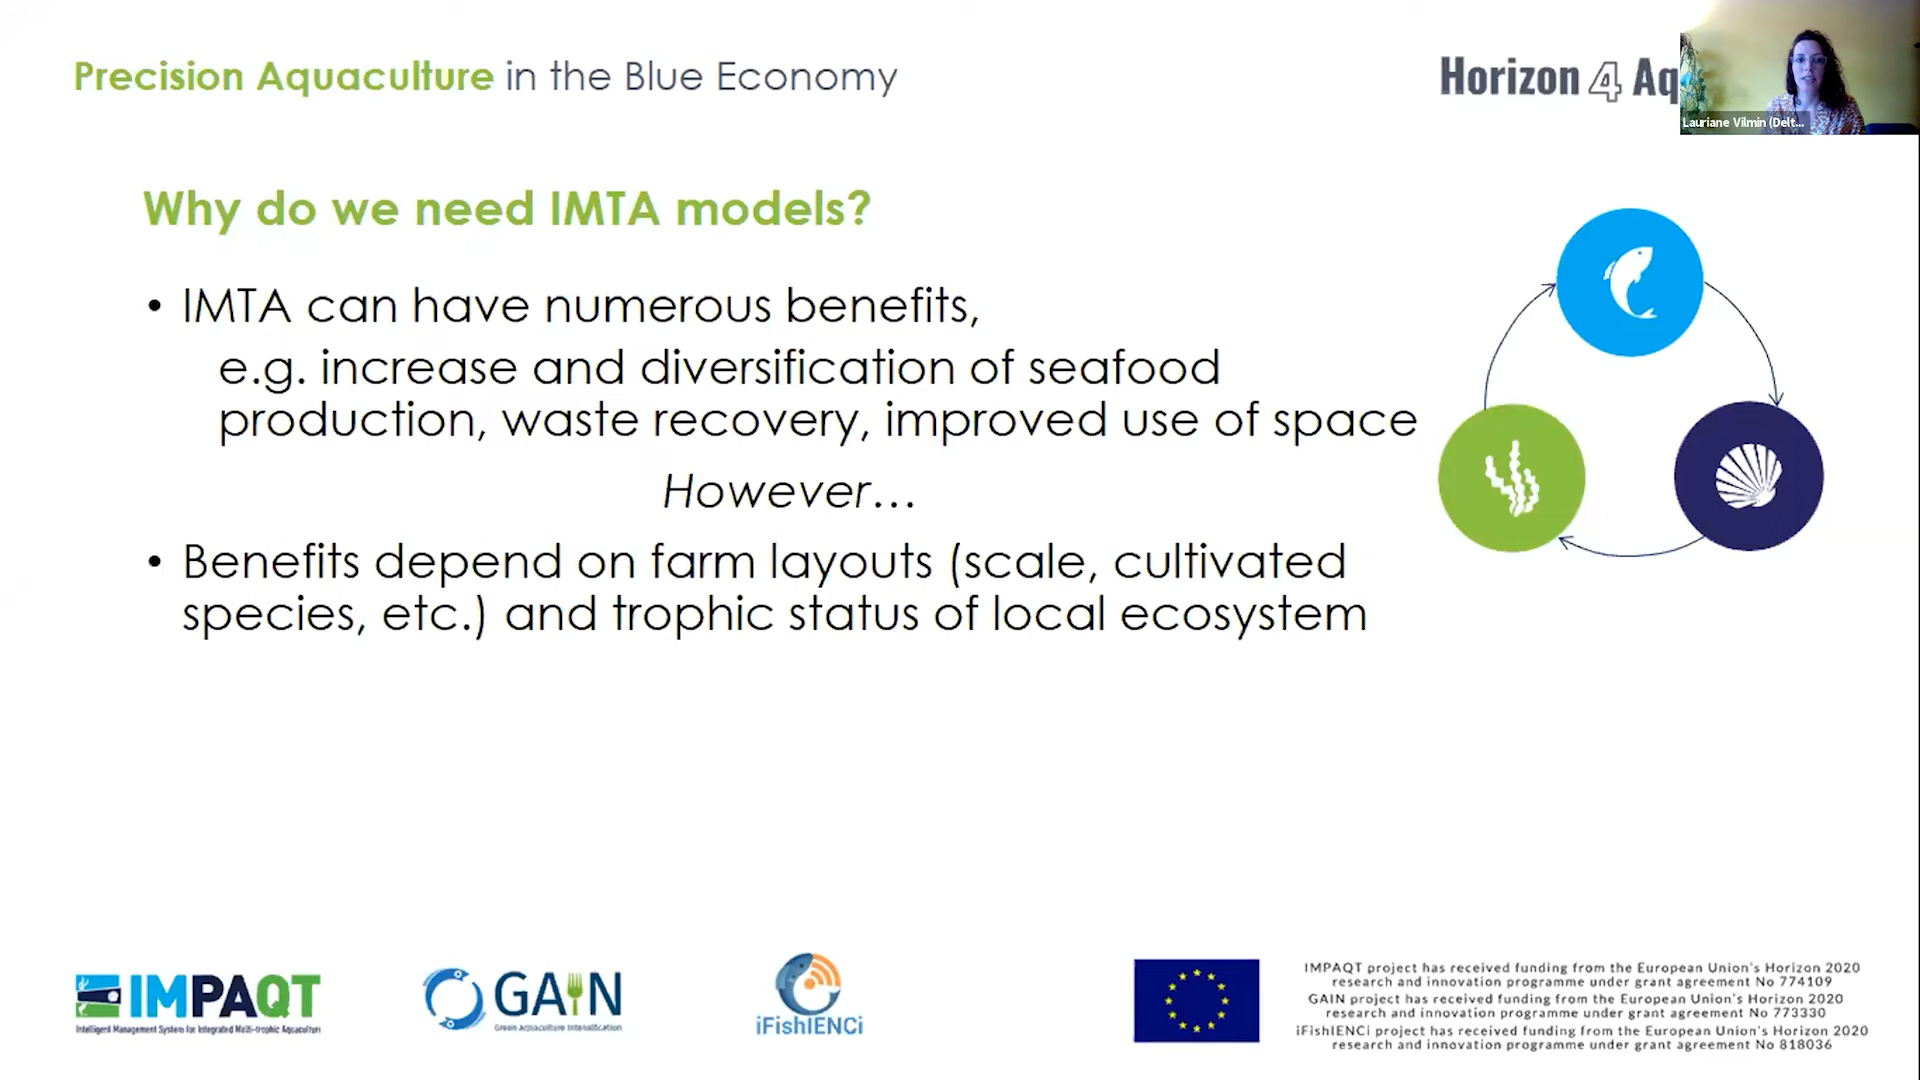 Precision Aquaculture in the Blue Economy
Horizon 4 Aq
Lauriane Vilmin (Delt...
Why do we need IMTA models?
• IMTA can have numerous benefits,
e.g. increase and diversification of seafood
production, waste recovery, improved use of space
However...
• Benefits depend on farm layouts (scale, cultivated
species, etc.) and trophic status of local ecosystem
IMPAQT
Intelligent Management System for Integrated Multi-trophic Aquaculture
GAIN
Green aquaculture intensification
iFishIENCi
IMPAQT project has received funding from the European Union's Horizon 2020
research and innovation programme under grant agreement No 774109
GAIN project has received funding from the European Union's Horizon 2020
research and innovation programme under grant agreement No 773330
iFishIENCi project has received funding from the European Union's Horizon 2020
research and innovation programme under grant agreement No 818036